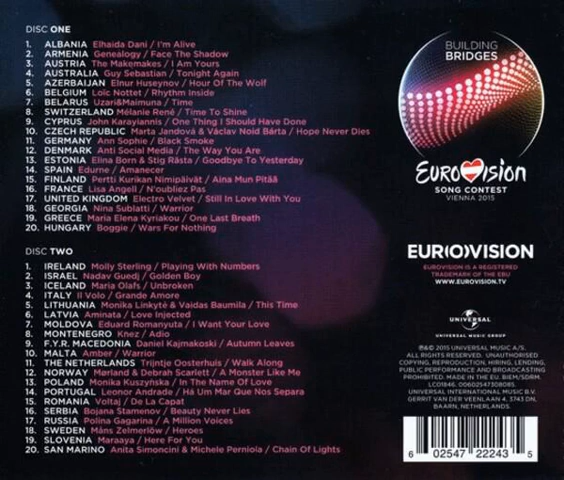 DISC ONE
1. ALBANIA Elhaida Dani / I'm Alive
2. ARMENIA Genealogy / Face The Shadow
3. AUSTRIA The Makemakes / I Am Yours
4. AUSTRALIA Guy Sebastian / Tonight Again
5. AZERBAIJAN Elnur Huseynov / Hour Of The Wolf
6. BELGIUM Loïc Nottet / Rhythm Inside
7. BELARUS Uzari&Maimuna / Time
8. SWITZERLAND Mélanie René / Time To Shine
9. CYPRUS John Karayiannis / One Thing I Should Have Done
10. CZECH REPUBLIC Marta Jandová & Václav Noid Bárta / Hope Never Dies
11. GERMANY Ann Sophie / Black Smoke
12. DENMARK Anti Social Media / The Way You Are
13. ESTONIA Elina Born & Stig Rästa / Goodbye To Yesterday
14. SPAIN Edurne / Amanecer
15. FINLAND Pertti Kurikan Nimipäivät / Aina Mun Pitää
16. FRANCE Lisa Angell / N'oubliez Pas
17. UNITED KINGDOM Electro Velvet / Still In Love With You
18. GEORGIA Nina Sublatti / Warrior
19. GREECE Maria Elena Kyriakou / One Last Breath
20. HUNGARY Boggie / Wars For Nothing
DISC TWO
1. IRELAND Molly Sterling / Playing With Numbers
2. ISRAEL Nadav Guedj / Golden Boy
3. ICELAND Maria Olafs / Unbroken
4. ITALY Il Volo / Grande Amore
5. LITHUANIA Monika Linkytė & Vaidas Baumila / This Time
6. LATVIA Aminata / Love Injected
7. MOLDOVA Eduard Romanyuta / I Want Your Love
8. MONTENEGRO Knez / Adio
9. F.Y.R. MACEDONIA Daniel Kajmakoski / Autumn Leaves
10. MALTA Amber / Warrior
11. THE NETHERLANDS Trijntje Oosterhuis / Walk Along
12. NORWAY Mørland & Debrah Scarlett / A Monster Like Me
13. POLAND Monika Kuszyńska / In The Name Of Love
14. PORTUGAL Leonor Andrade / Há Um Mar Que Nos Separa
15. ROMANIA Voltaj / De La Capat
16. SERBIA Bojana Stamenov / Beauty Never Lies
17. RUSSIA Polina Gagarina / A Million Voices
18. SWEDEN Måns Zelmerlöw / Heroes
19. SLOVENIA Maraaya / Here For You
20. SAN MARINO Anita Simoncini & Michele Perniola / Chain Of Lights
BUILDING
BRIDGES
EUROVISION
SONG CONTEST
VIENNA 2015
EUROVISION
EUROVISION IS A REGISTERED
TRADEMARK OF THE EBU
WWW.EUROVISION.TV
UNIVERSAL
UNIVERSAL MUSIC GROUP
℗&© 2015 UNIVERSAL MUSIC A/S.
ALL RIGHTS RESERVED. UNAUTHORISED
COPYING, REPRODUCTION, HIRING, LENDING,
PUBLIC PERFORMANCE AND BROADCASTING
PROHIBITED. MADE IN THE EU. BIEM/SDRM.
LC01846. 00602547308085.
UNIVERSAL INTERNATIONAL MUSIC B.V.
GERRIT VAN DER VEENLAAN 4, 3743 DN,
BAARN, NETHERLANDS.
6 02547 22243 5